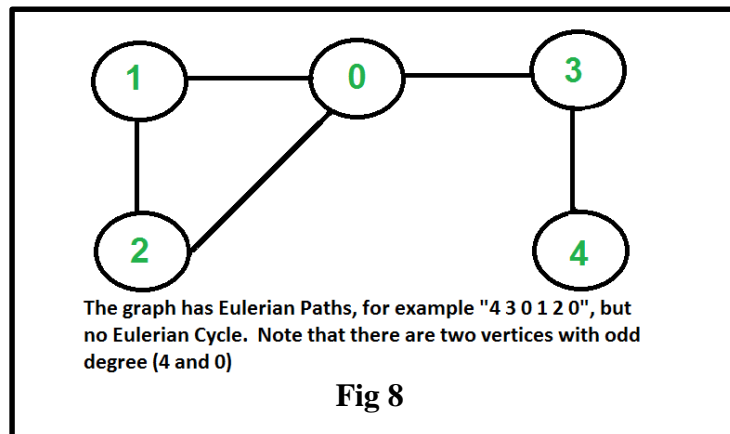 1 0 3
2 4
The graph has Eulerian Paths, for example "4 3 0 1 2 0", but
no Eulerian Cycle. Note that there are two vertices with odd
degree (4 and 0)
Fig 8